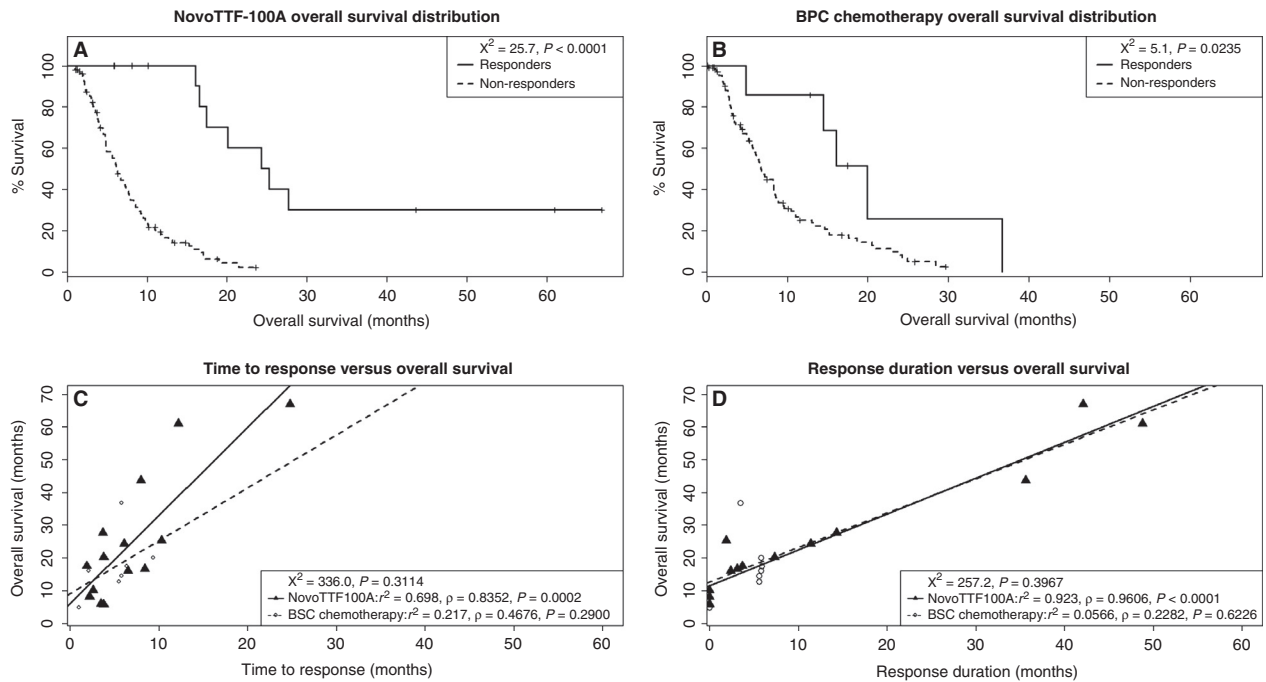 NovoTTF-100A overall survival distribution
A
X² = 25.7, P < 0.0001
Responders
Non-responders
% Survival
100
80
60
40
20
0
0 10 20 30 40 50 60
Overall survival (months)
BPC chemotherapy overall survival distribution
B
X² = 5.1, P = 0.0235
Responders
Non-responders
% Survival
100
80
60
40
20
0
0 10 20 30 40 50 60
Overall survival (months)
Time to response versus overall survival
C
Overall survival (months)
70
60
50
40
30
20
10
0
X² = 336.0, P = 0.3114
NovoTTF100A:r² = 0.698, ρ = 0.8352, P = 0.0002
BSC chemotherapy:r² = 0.217, ρ = 0.4676, P = 0.2900
0 10 20 30 40 50 60
Time to response (months)
Response duration versus overall survival
D
Overall survival (months)
70
60
50
40
30
20
10
0
X² = 257.2, P = 0.3967
NovoTTF100A:r² = 0.923, ρ = 0.9606, P < 0.0001
BSC chemotherapy:r² = 0.0566, ρ = 0.2282, P = 0.6226
0 10 20 30 40 50 60
Response duration (months)